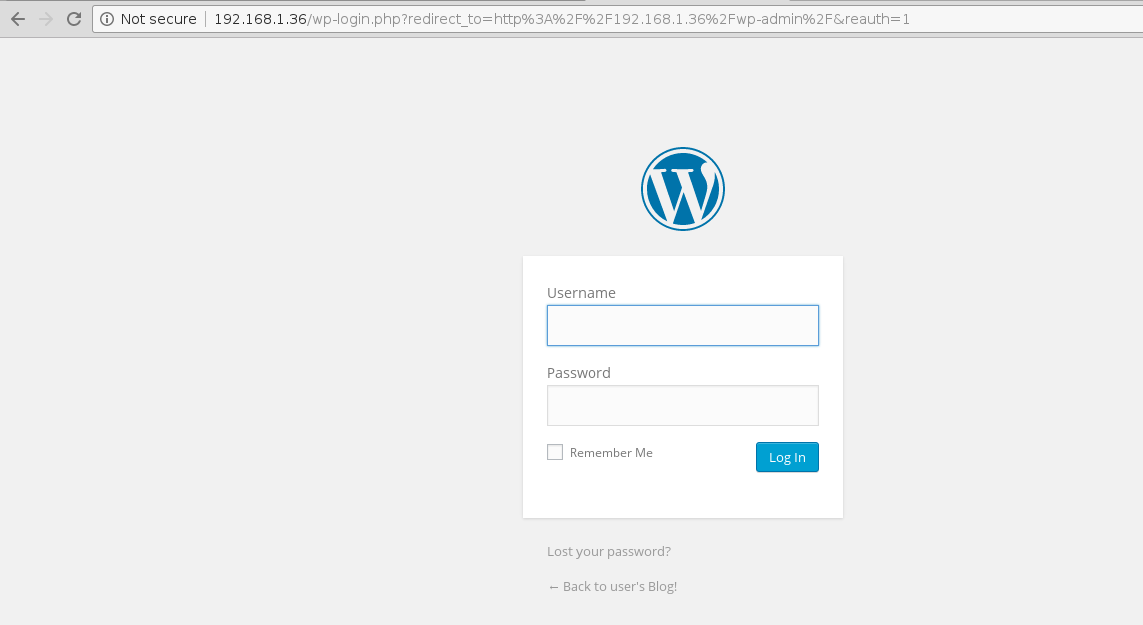 Not secure 192.168.1.36/wp-login.php?redirect_to=http%3A%2F%2F192.168.1.36%2Fwp-admin%2F&reauth=1
Username
Password
Remember Me
Log In
Lost your password?
← Back to user's Blog!